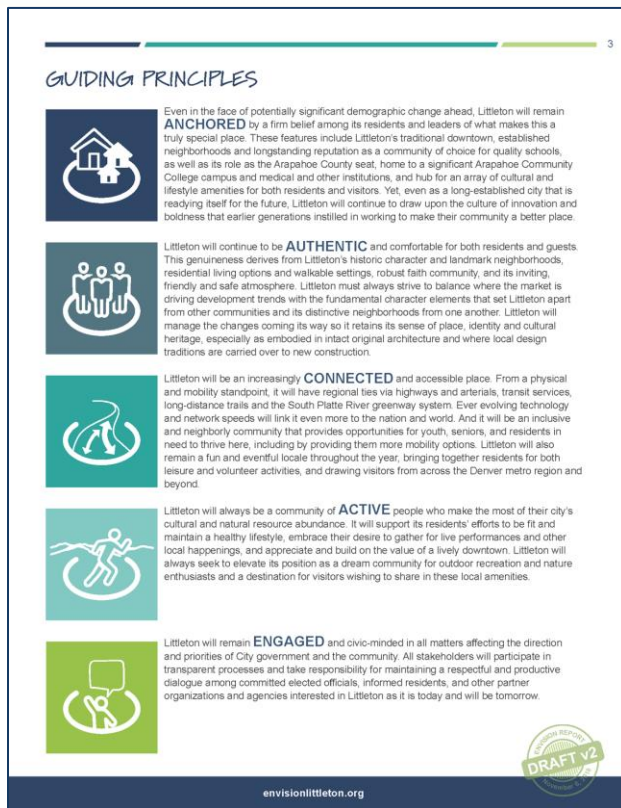 3
GUIDING PRINCIPLES
Even in the face of potentially significant demographic change ahead, Littleton will remain
ANCHORED by a firm belief among its residents and leaders of what makes this a
truly special place. These features include Littleton's traditional downtown, established
neighborhoods and longstanding reputation as a community of choice for quality schools,
as well as its role as the Arapahoe County seat, home to a significant Arapahoe Community
College campus and medical and other institutions, and hub for an array of cultural and
lifestyle amenities for both residents and visitors. Yet, even as a long-established city that is
readying itself for the future, Littleton will continue to draw upon the culture of innovation and
boldness that earlier generations instilled in working to make their community a better place.
Littleton will continue to be AUTHENTIC and comfortable for both residents and guests.
This genuineness derives from Littleton's historic character and landmark neighborhoods,
residential living options and walkable settings, robust faith community, and its inviting,
friendly and safe atmosphere. Littleton must always strive to balance where the market is
driving development trends with the fundamental character elements that set Littleton apart
from other communities and its distinctive neighborhoods from one another. Littleton will
manage the changes coming its way so it retains its sense of place, identity and cultural
heritage, especially as embodied in intact original architecture and where local design
traditions are carried over to new construction.
Littleton will be an increasingly CONNECTED and accessible place. From a physical
and mobility standpoint, it will have regional ties via highways and arterials, transit services,
long-distance trails and the South Platte River greenway system. Ever evolving technology
and network speeds will link it even more to the nation and world. And it will be an inclusive
and neighborly community that provides opportunities for youth, seniors, and residents in
need to thrive here, including by providing them more mobility options. Littleton will also
remain a fun and eventful locale throughout the year, bringing together residents for both
leisure and volunteer activities, and drawing visitors from across the Denver metro region and
beyond.
Littleton will always be a community of ACTIVE people who make the most of their city's
cultural and natural resource abundance. It will support its residents' efforts to be fit and
maintain a healthy lifestyle, embrace their desire to gather for live performances and other
local happenings, and appreciate and build on the value of a lively downtown. Littleton will
always seek to elevate its position as a dream community for outdoor recreation and nature
enthusiasts and a destination for visitors wishing to share in these local amenities.
Littleton will remain ENGAGED and civic-minded in all matters affecting the direction
and priorities of City government and the community. All stakeholders will participate in
transparent processes and take responsibility for maintaining a respectful and productive
dialogue among committed elected officials, informed residents, and other partner
organizations and agencies interested in Littleton as it is today and will be tomorrow.
ENVISION REPORT
DRAFT v2
envisionlittleton.org